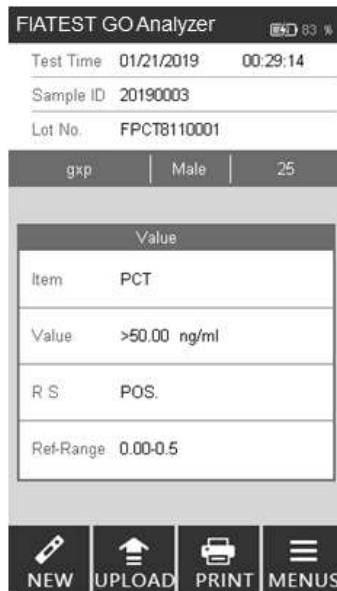 FIATEST GO Analyzer 83 %
Test Time 01/21/2019 00:29:14
Sample ID 20190003
Lot No. FPCT8110001
gxp Male 25
Value
Item PCT
Value >50.00 ng/ml
R S POS.
Ref-Range 0.00-0.5
NEW UPLOAD PRINT MENUS